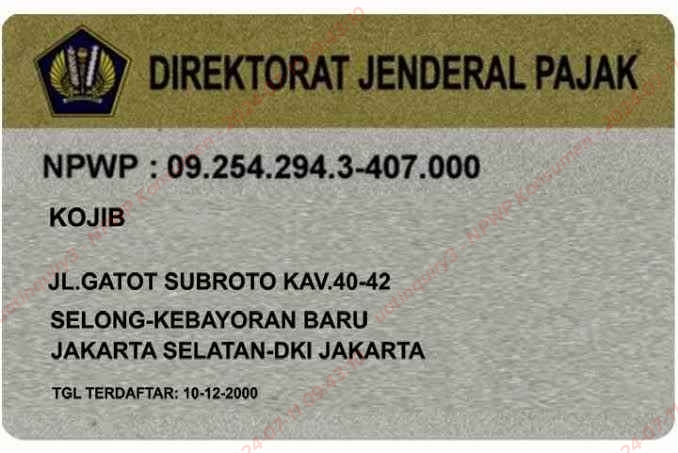 DIREKTORAT JENDERAL PAJAK
NPWP : 09.254.294.3-407.000
KOJIB
JL.GATOT SUBROTO KAV.40-42
SELONG-KEBAYORAN BARU
JAKARTA SELATAN-DKI JAKARTA
TGL TERDAFTAR: 10-12-2000